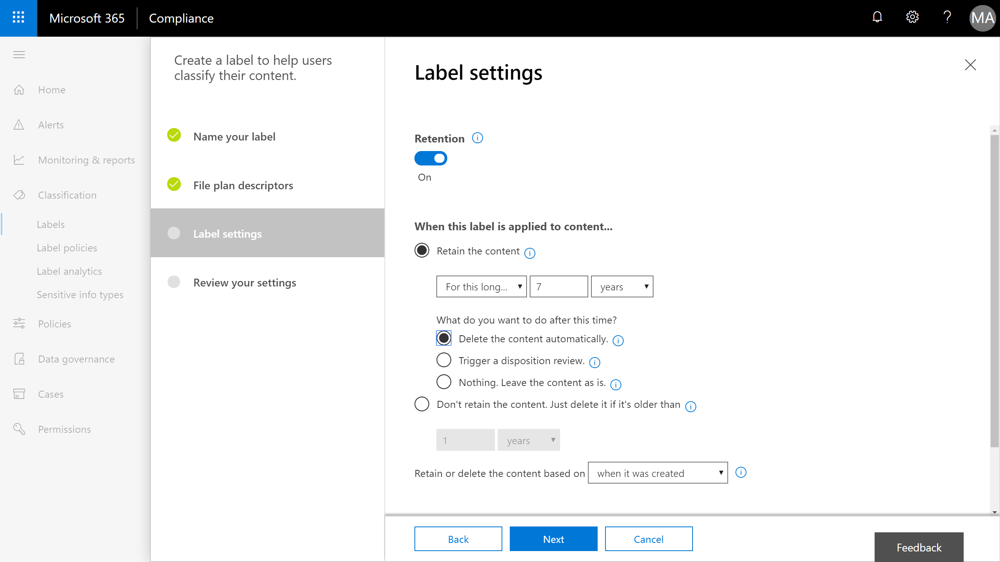 Microsoft 365
Compliance
MA
Home
Alerts
Monitoring & reports
Classification
Labels
Label policies
Label analytics
Sensitive info types
Policies
Data governance
Cases
Permissions
Create a label to help users
classify their content.
Name your label
File plan descriptors
Label settings
Review your settings
Label settings
Retention
On
When this label is applied to content...
Retain the content
For this long... 7 years
What do you want to do after this time?
Delete the content automatically.
Trigger a disposition review.
Nothing. Leave the content as is.
Don't retain the content. Just delete it if it's older than
1 years
Retain or delete the content based on when it was created
Back Next Cancel
Feedback